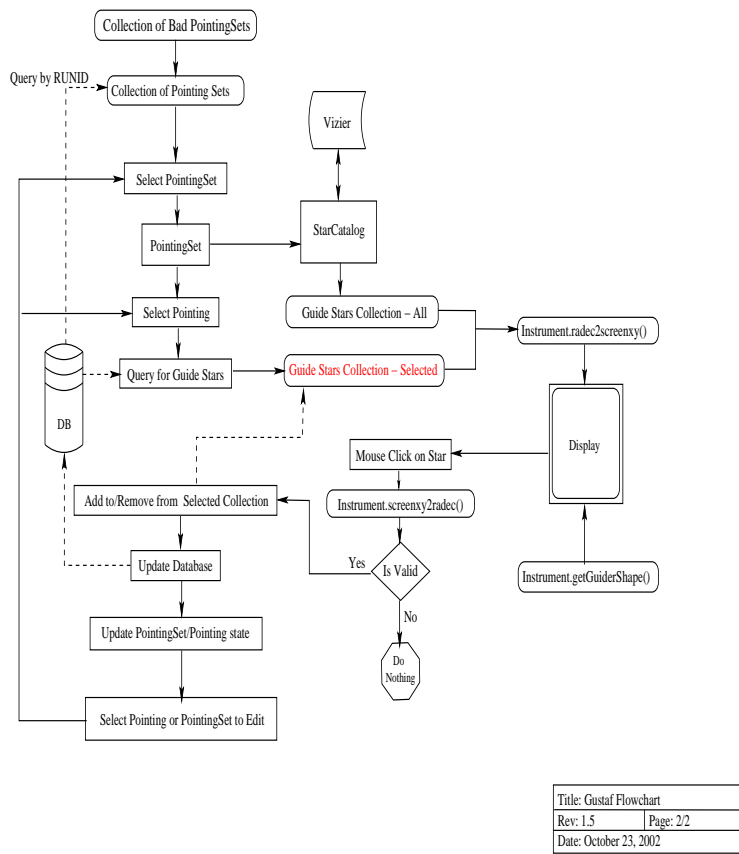 Collection of Bad PointingSets
Query by RUNID
Collection of Pointing Sets
Vizier
Select PointingSet
StarCatalog
PointingSet
Guide Stars Collection – All
Select Pointing
Instrument.radec2screenxy()
Query for Guide Stars
Guide Stars Collection – Selected
DB
Display
Mouse Click on Star
Add to/Remove from Selected Collection
Instrument.screenxy2radec()
Update Database
Yes
Is Valid
Instrument.getGuiderShape()
No
Update PointingSet/Pointing state
Do
Nothing
Select Pointing or PointingSet to Edit
Title: Gustaf Flowchart
Rev: 1.5
Page: 2/2
Date: October 23, 2002